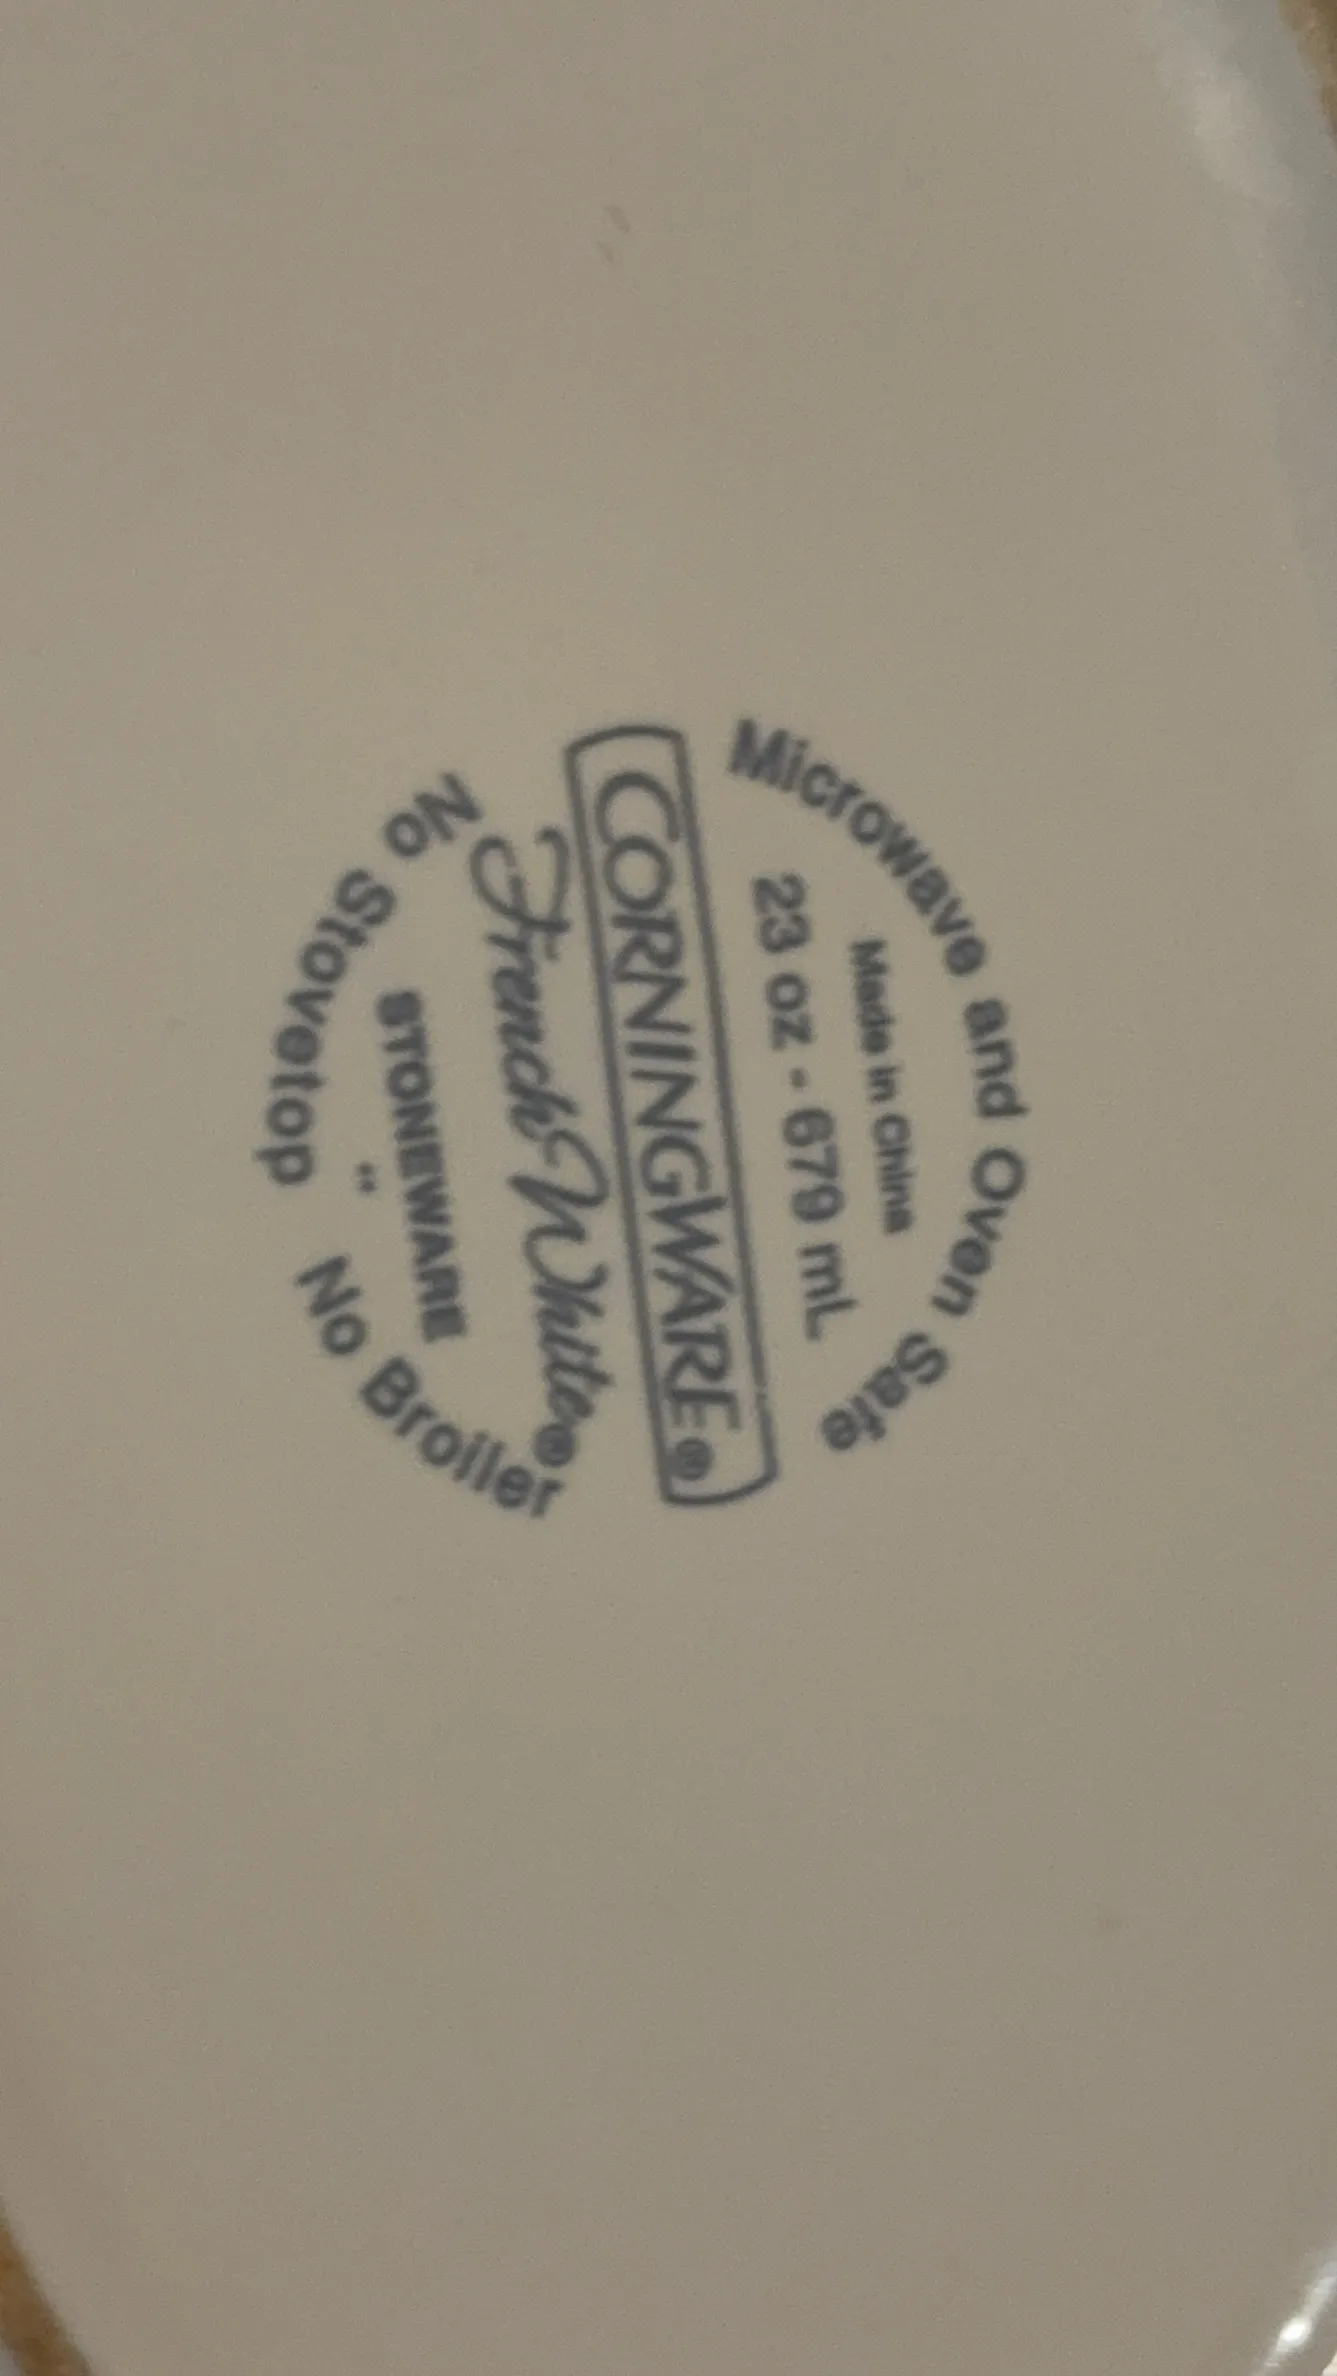 Microwave and Oven Safe
Made in China
23 oz - 679 mL
CORNINGWARE®
French White®
STONEWARE
No Stovetop No Broiler